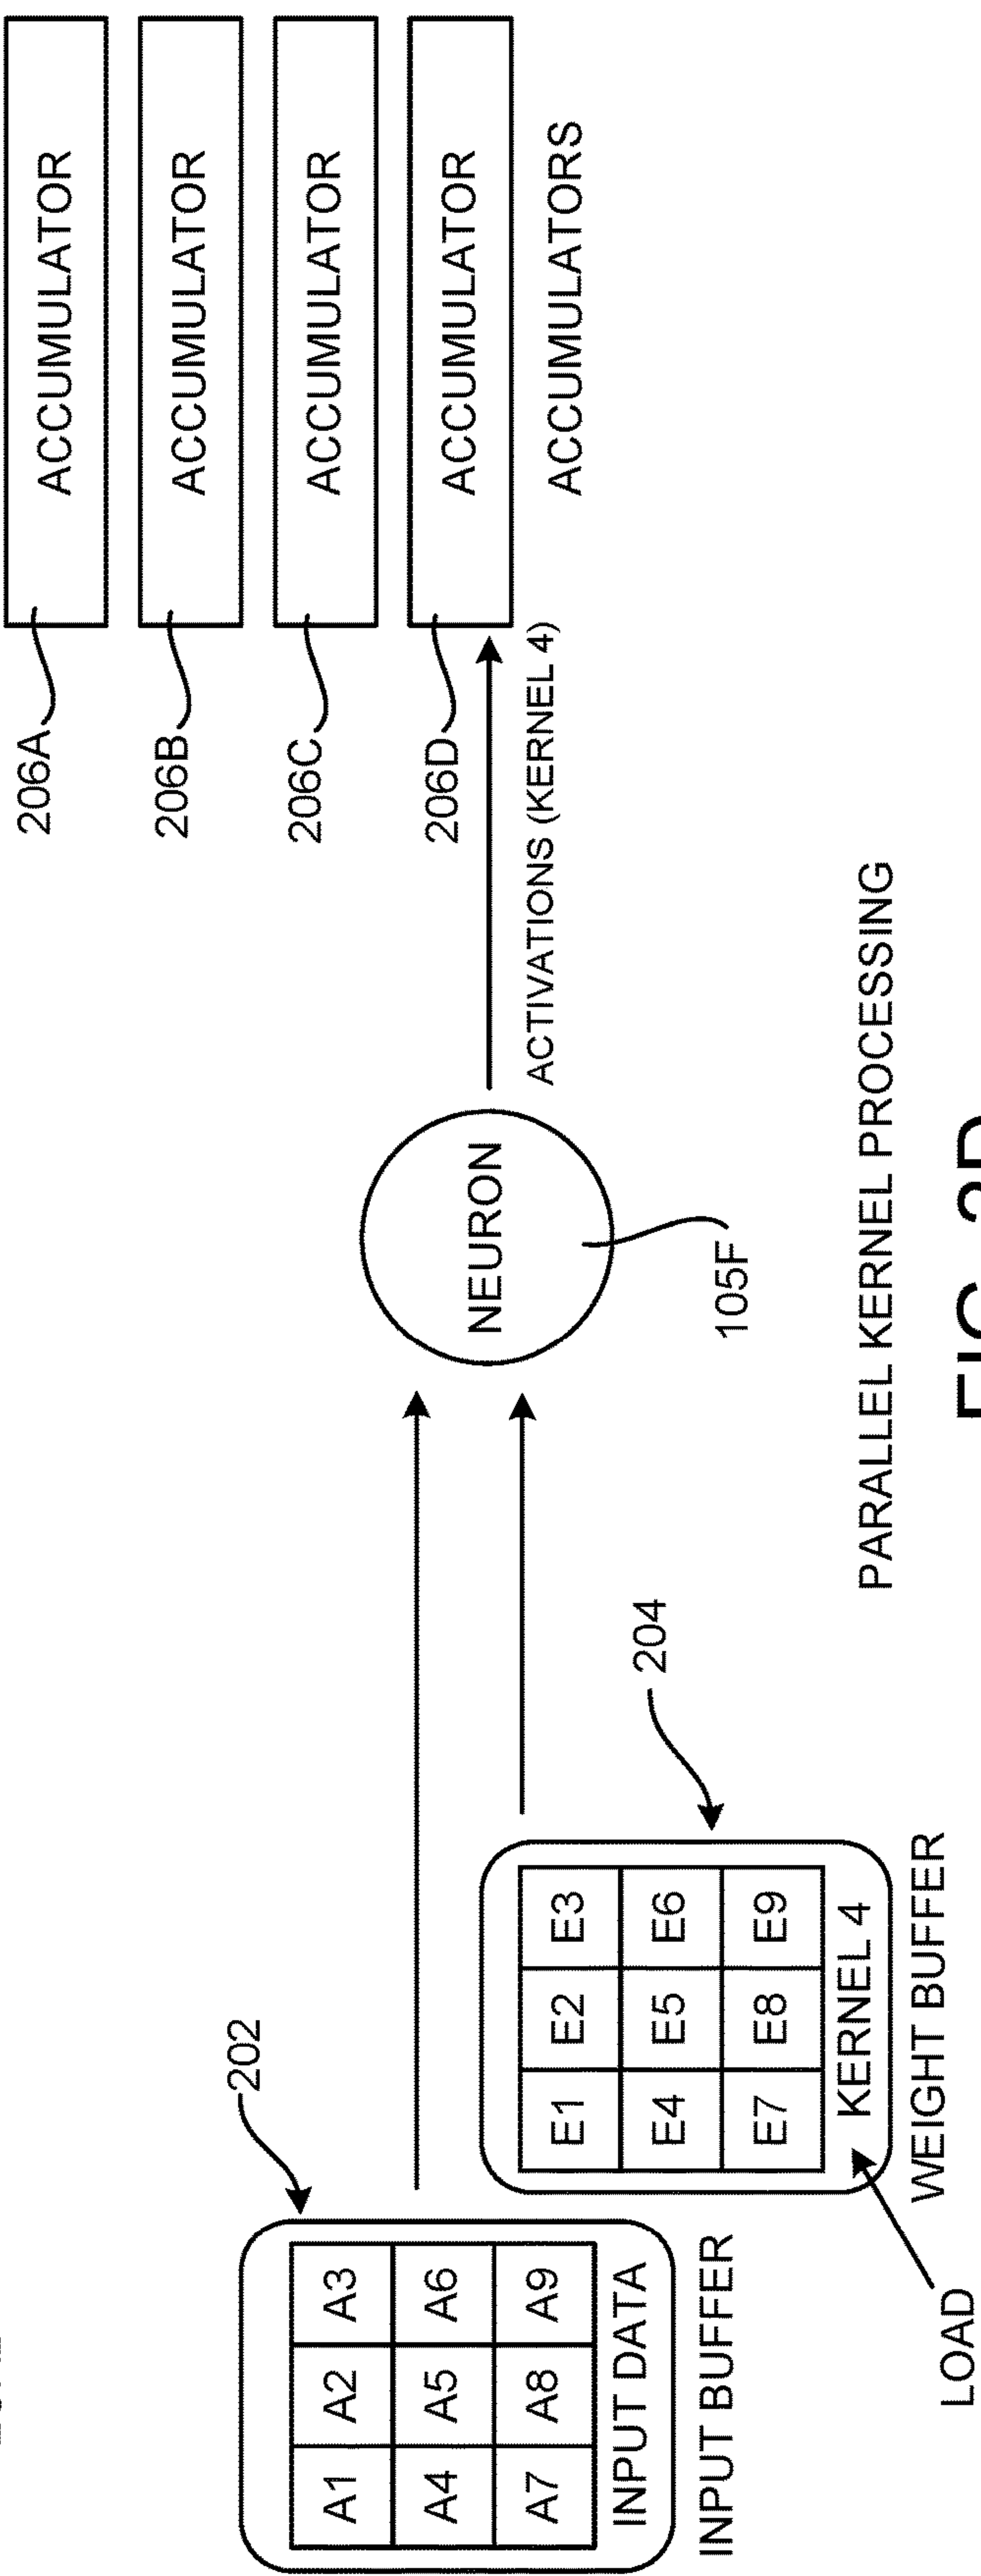 202
A1 A2 A3
A4 A5 A6
A7 A8 A9
INPUT DATA
INPUT BUFFER
204
E1 E2 E3
E4 E5 E6
E7 E8 E9
KERNEL 4
WEIGHT BUFFER
LOAD
NEURON
105F
ACTIVATIONS (KERNEL 4)
206A
ACCUMULATOR
206B
ACCUMULATOR
206C
ACCUMULATOR
206D
ACCUMULATOR
ACCUMULATORS
PARALLEL KERNEL PROCESSING